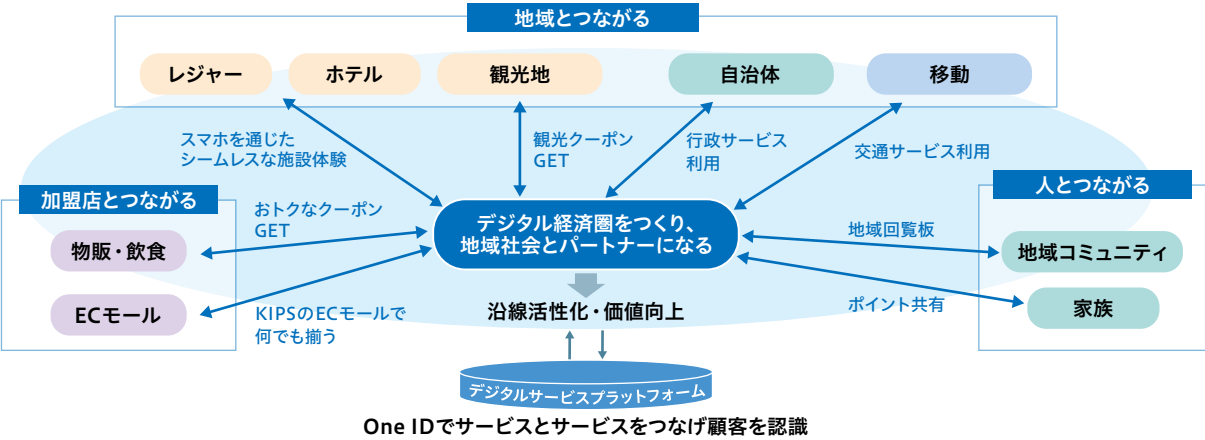 地域とつながる
レジャー
ホテル
観光地
自治体
移動
スマホを通じた
シームレスな施設体験
観光クーポン
GET
行政サービス
利用
交通サービス利用
加盟店とつながる
物販・飲食
ECモール
おトクなクーポン
GET
KIPSのECモールで
何でも揃う
デジタル経済圏をつくり、
地域社会とパートナーになる
人とつながる
地域回覧板
地域コミュニティ
ポイント共有
家族
沿線活性化・価値向上
デジタルサービスプラットフォーム
One IDでサービスとサービスをつなげ顧客を認識